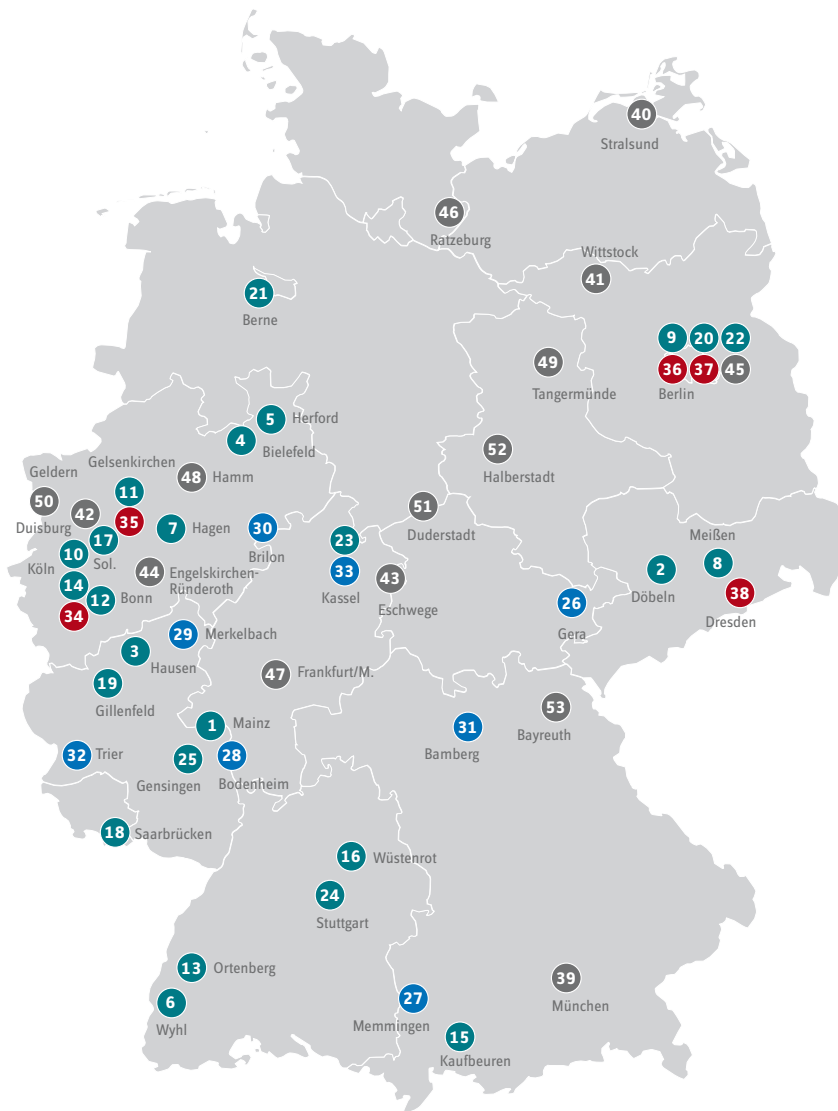 40
Stralsund
46
Ratzeburg
Wittstock
41
21
Berne
9 20 22
36 37 45
Berlin
49
Tangermünde
5 Herford
4
Bielefeld
52
Halberstadt
Gelsenkirchen
Geldern
48 Hamm
11
50
42
Duisburg
35
7 Hagen
30
Brilon
51
Duderstadt
17
Sol.
10
Köln
23
33
Kassel
43
Eschwege
Meißen
8
2
Döbeln
38
Dresden
14
44 Engelskirchen-
Ründeroth
12 Bonn
34
26
Gera
29 Merkelbach
3
Hausen
19
Gillenfeld
47 Frankfurt/M.
53
Bayreuth
31
Bamberg
1 Mainz
32 Trier
25
Gensingen
28
Bodenheim
18 Saarbrücken
16 Wüstenrot
24
Stuttgart
13 Ortenberg
6
Wyhl
39
München
27
Memmingen
15
Kaufbeuren